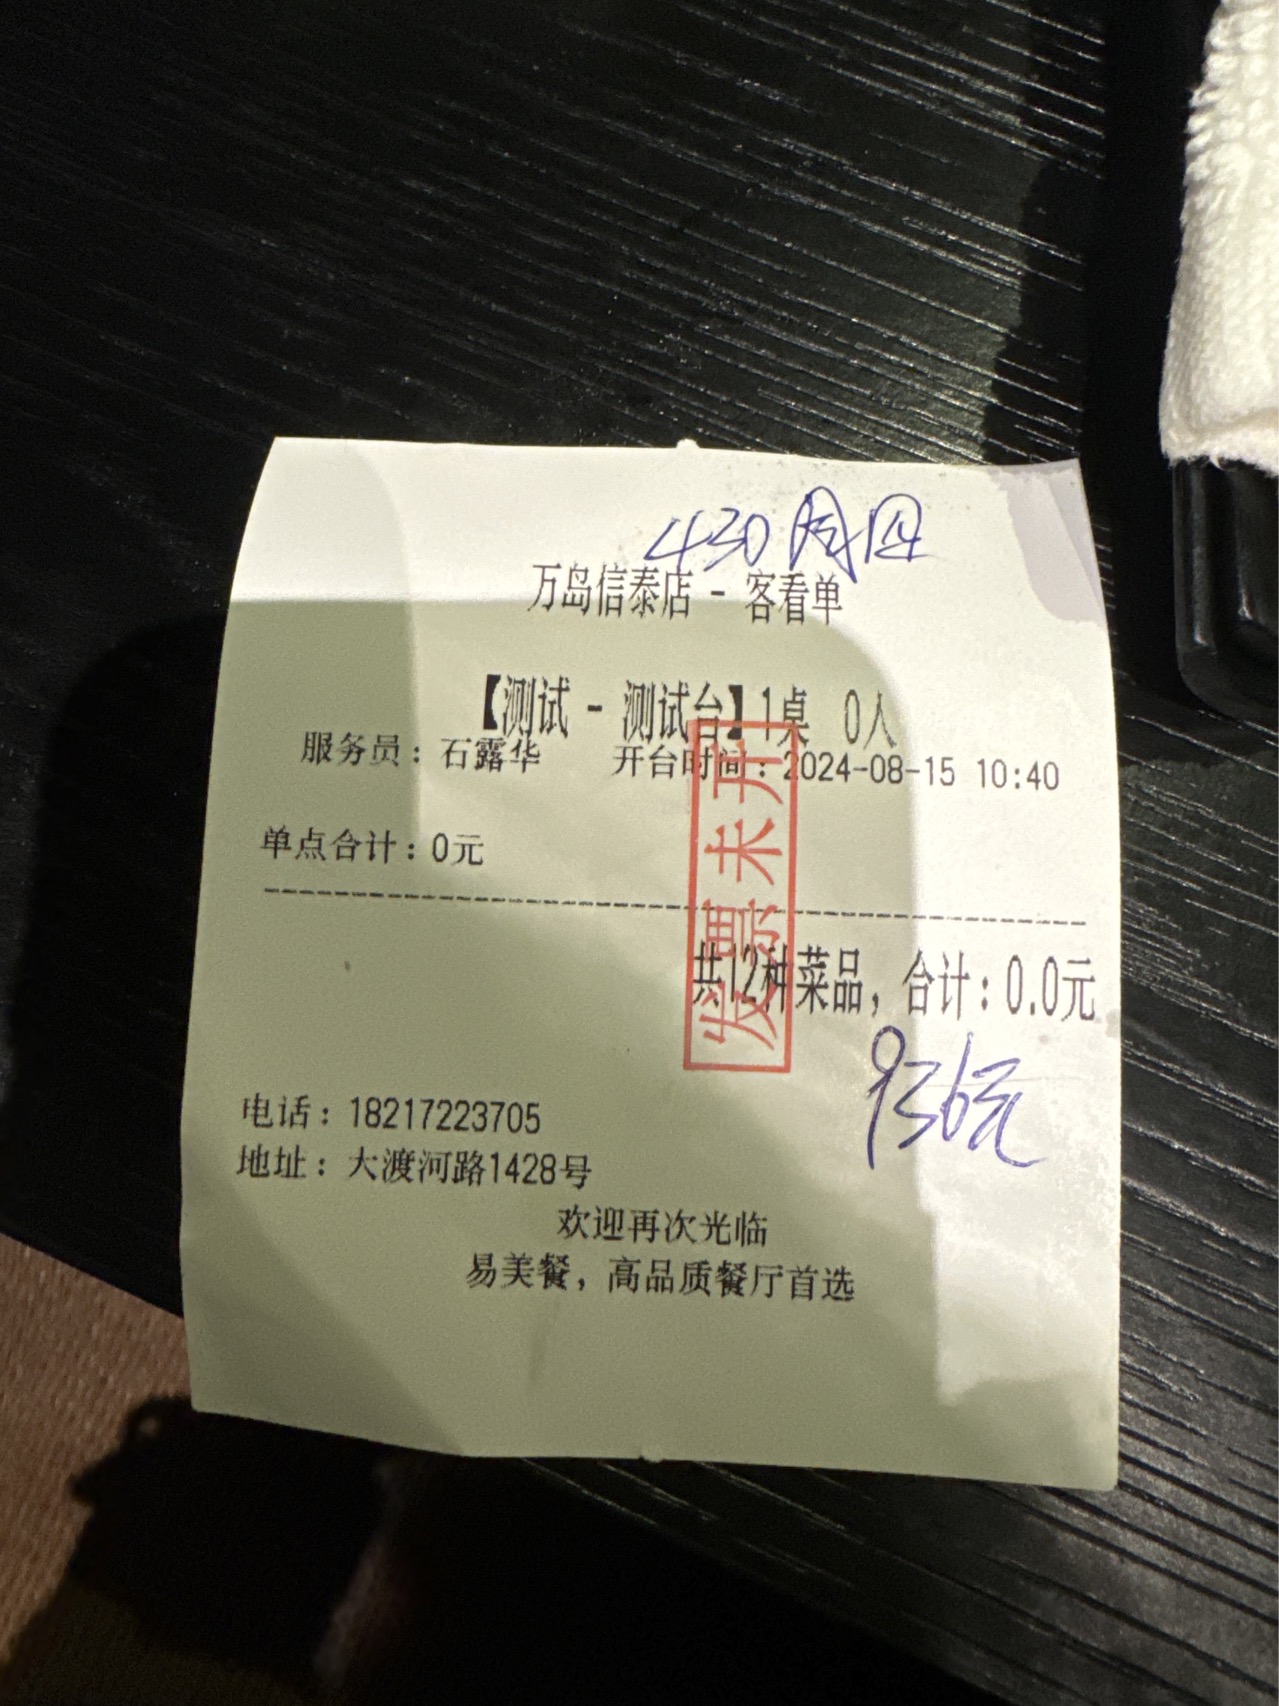 430周四
万岛信泰店 - 客看单
【测试 - 测试台】1桌 0人
服务员：石露华 开台时间：2024-08-15 10:40
单点合计：0元
发票未开
共12种菜品，合计：0.0元
936元
电话：18217223705
地址：大渡河路1428号
欢迎再次光临
易美餐，高品质餐厅首选